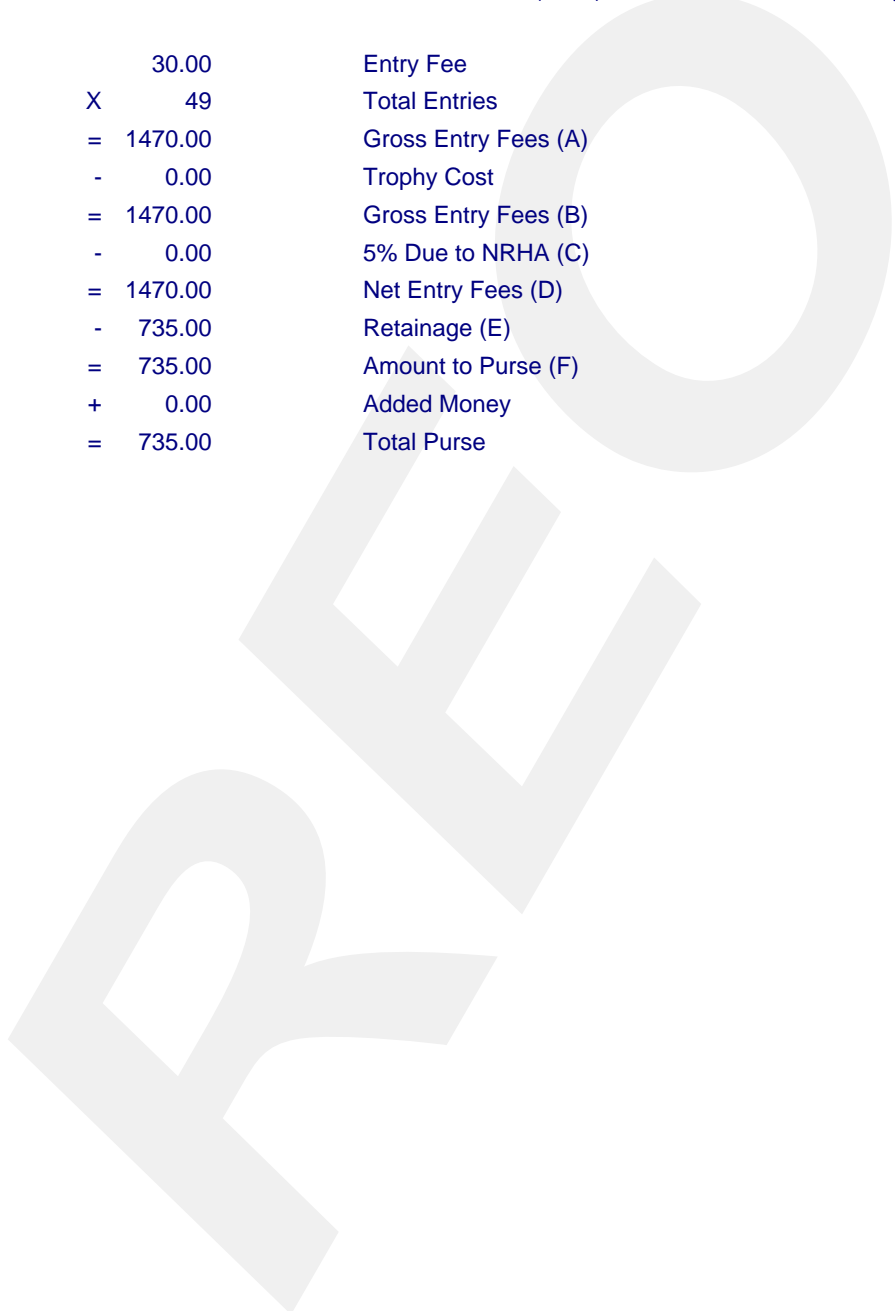 30.00 Entry Fee
X 49 Total Entries
= 1470.00 Gross Entry Fees (A)
- 0.00 Trophy Cost
= 1470.00 Gross Entry Fees (B)
- 0.00 5% Due to NRHA (C)
= 1470.00 Net Entry Fees (D)
- 735.00 Retainage (E)
= 735.00 Amount to Purse (F)
+ 0.00 Added Money
= 735.00 Total Purse
REO